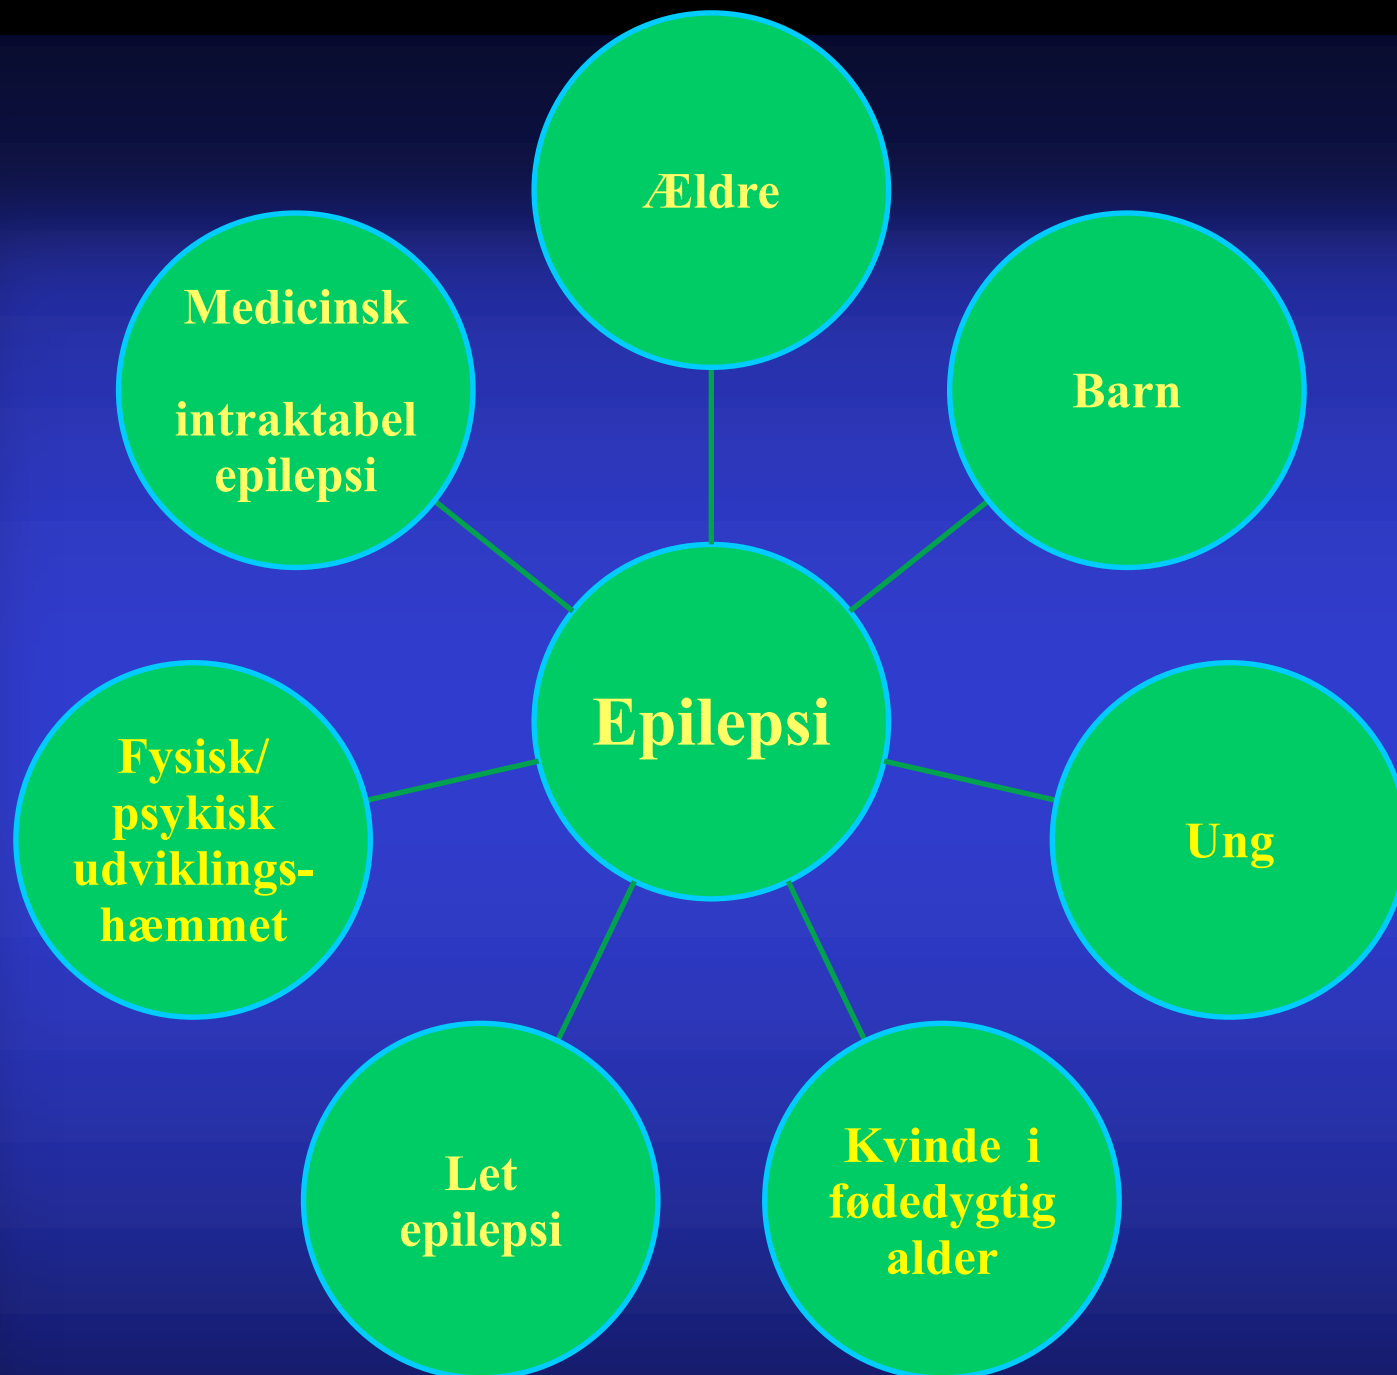 Ældre
Medicinsk
intraktabel
epilepsi
Barn
Epilepsi
Fysisk/
psykisk
udviklings-
hæmmet
Ung
Let
epilepsi
Kvinde i
fødedygtig
alder